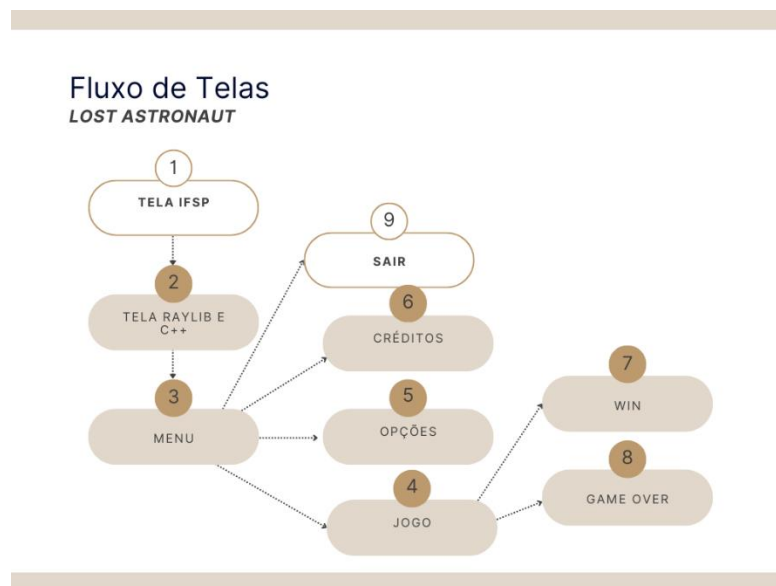 Fluxo de Telas
LOST ASTRONAUT
1
TELA IFSP
9
SAIR
2
TELA RAYLIB E
C++
6
CRÉDITOS
3
MENU
5
OPÇÕES
7
WIN
4
JOGO
8
GAME OVER